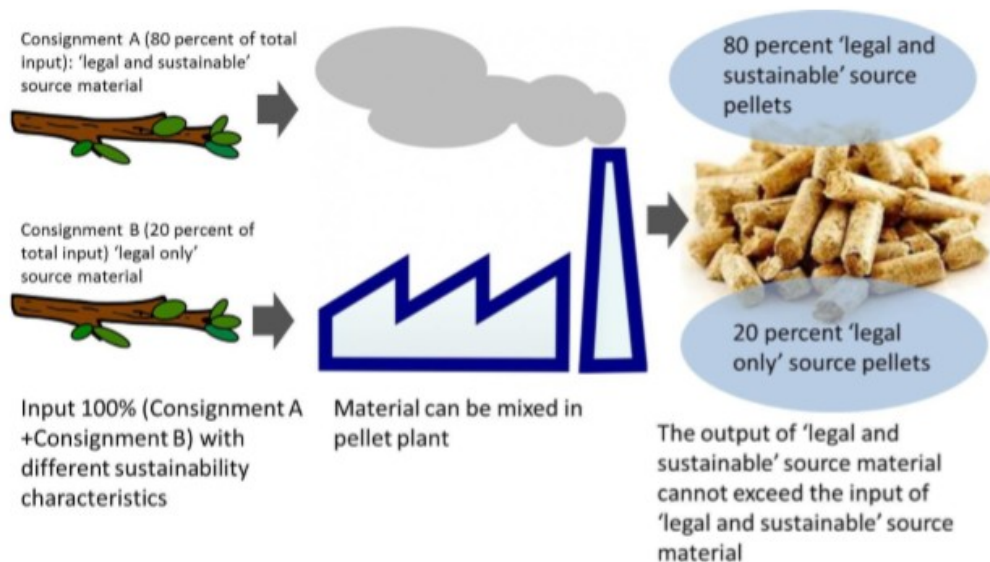 Consignment A (80 percent of total
input): ‘legal and sustainable’
source material
Consignment B (20 percent of
total input) ‘legal only’
source material
Input 100% (Consignment A
+Consignment B) with
different sustainability
characteristics
Material can be mixed in
pellet plant
80 percent ‘legal and
sustainable’ source
pellets
20 percent ‘legal
only’ source pellets
The output of ‘legal and
sustainable’ source material
cannot exceed the input of
‘legal and sustainable’ source
material